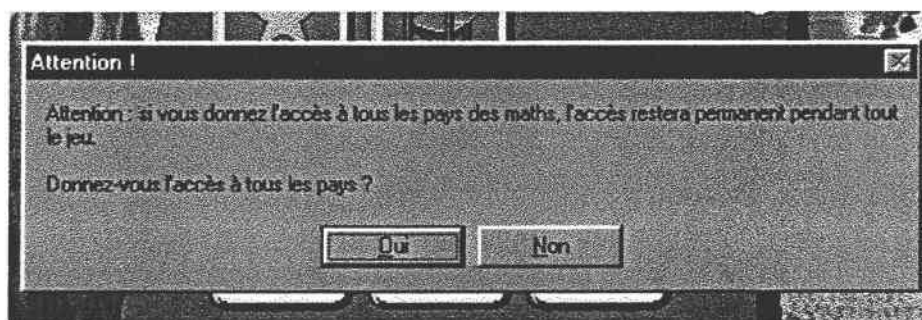 Attention !
Attention : si vous donnez l'accès à tous les pays des maths, l'accès restera permanent pendant tout
le jeu.
Donnez-vous l'accès à tous les pays ?
Oui
Non